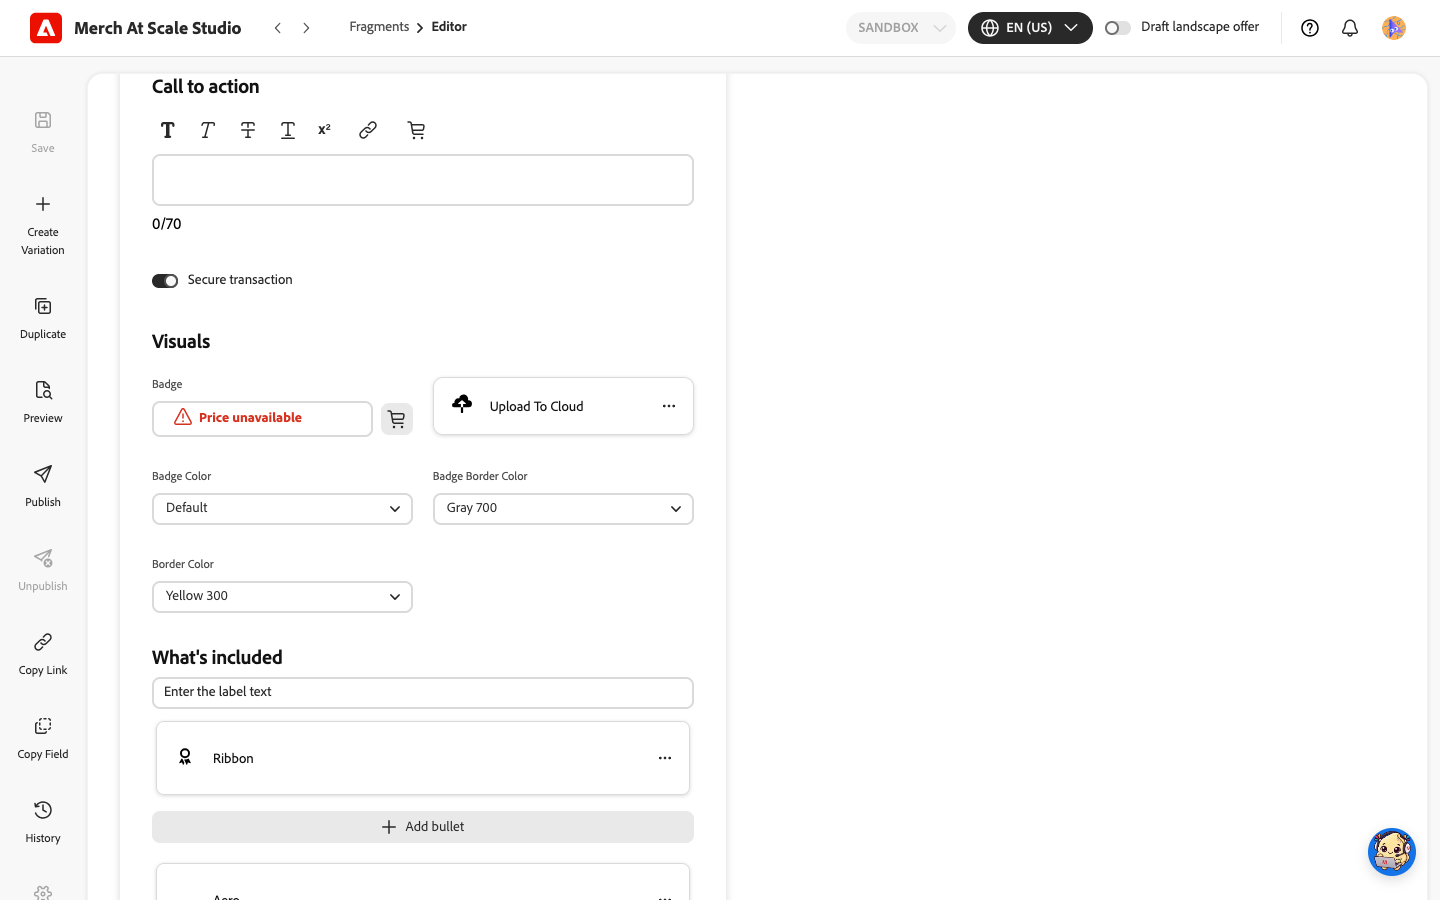 Merch At Scale Studio
Fragments
Editor
SANDBOX
EN (US)
Draft landscape offer
Save
Create
Variation
Duplicate
Preview
Publish
Unpublish
Copy Link
Copy Field
History
Call to action
T T T T x²
0/70
Secure transaction
Visuals
Badge
Price unavailable
Upload To Cloud
Badge Color
Default
Badge Border Color
Gray 700
Border Color
Yellow 300
What's included
Enter the label text
Ribbon
Add bullet